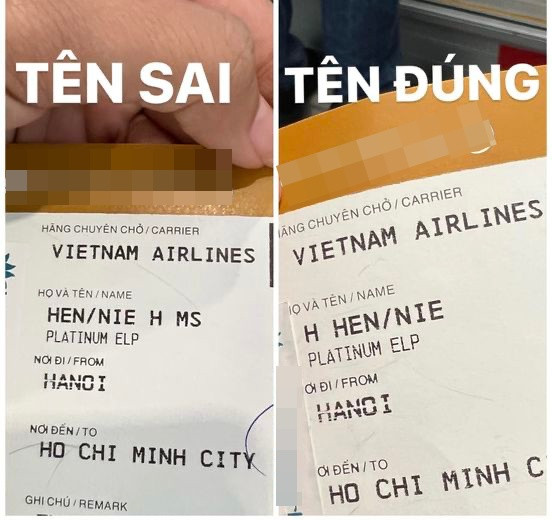 TÊN SAI
HÃNG CHUYÊN CHỞ / CARRIER
VIETNAM AIRLINES
HỌ VÀ TÊN / NAME
HEN/NIE H MS
PLATINUM ELP
NƠI ĐI / FROM
HANOI
NƠI ĐẾN / TO
HO CHI MINH CITY
GHI CHÚ / REMARK
TÊN ĐÚNG
ÃNG CHUYÊN CHỞ / CARRIER
VIETNAM AIRLINES
Ọ VÀ TÊN / NAME
H HEN/NIE
PLATINUM ELP
ƠI ĐI / FROM
HANOI
ƠI ĐẾN / TO
HO CHI MINH C